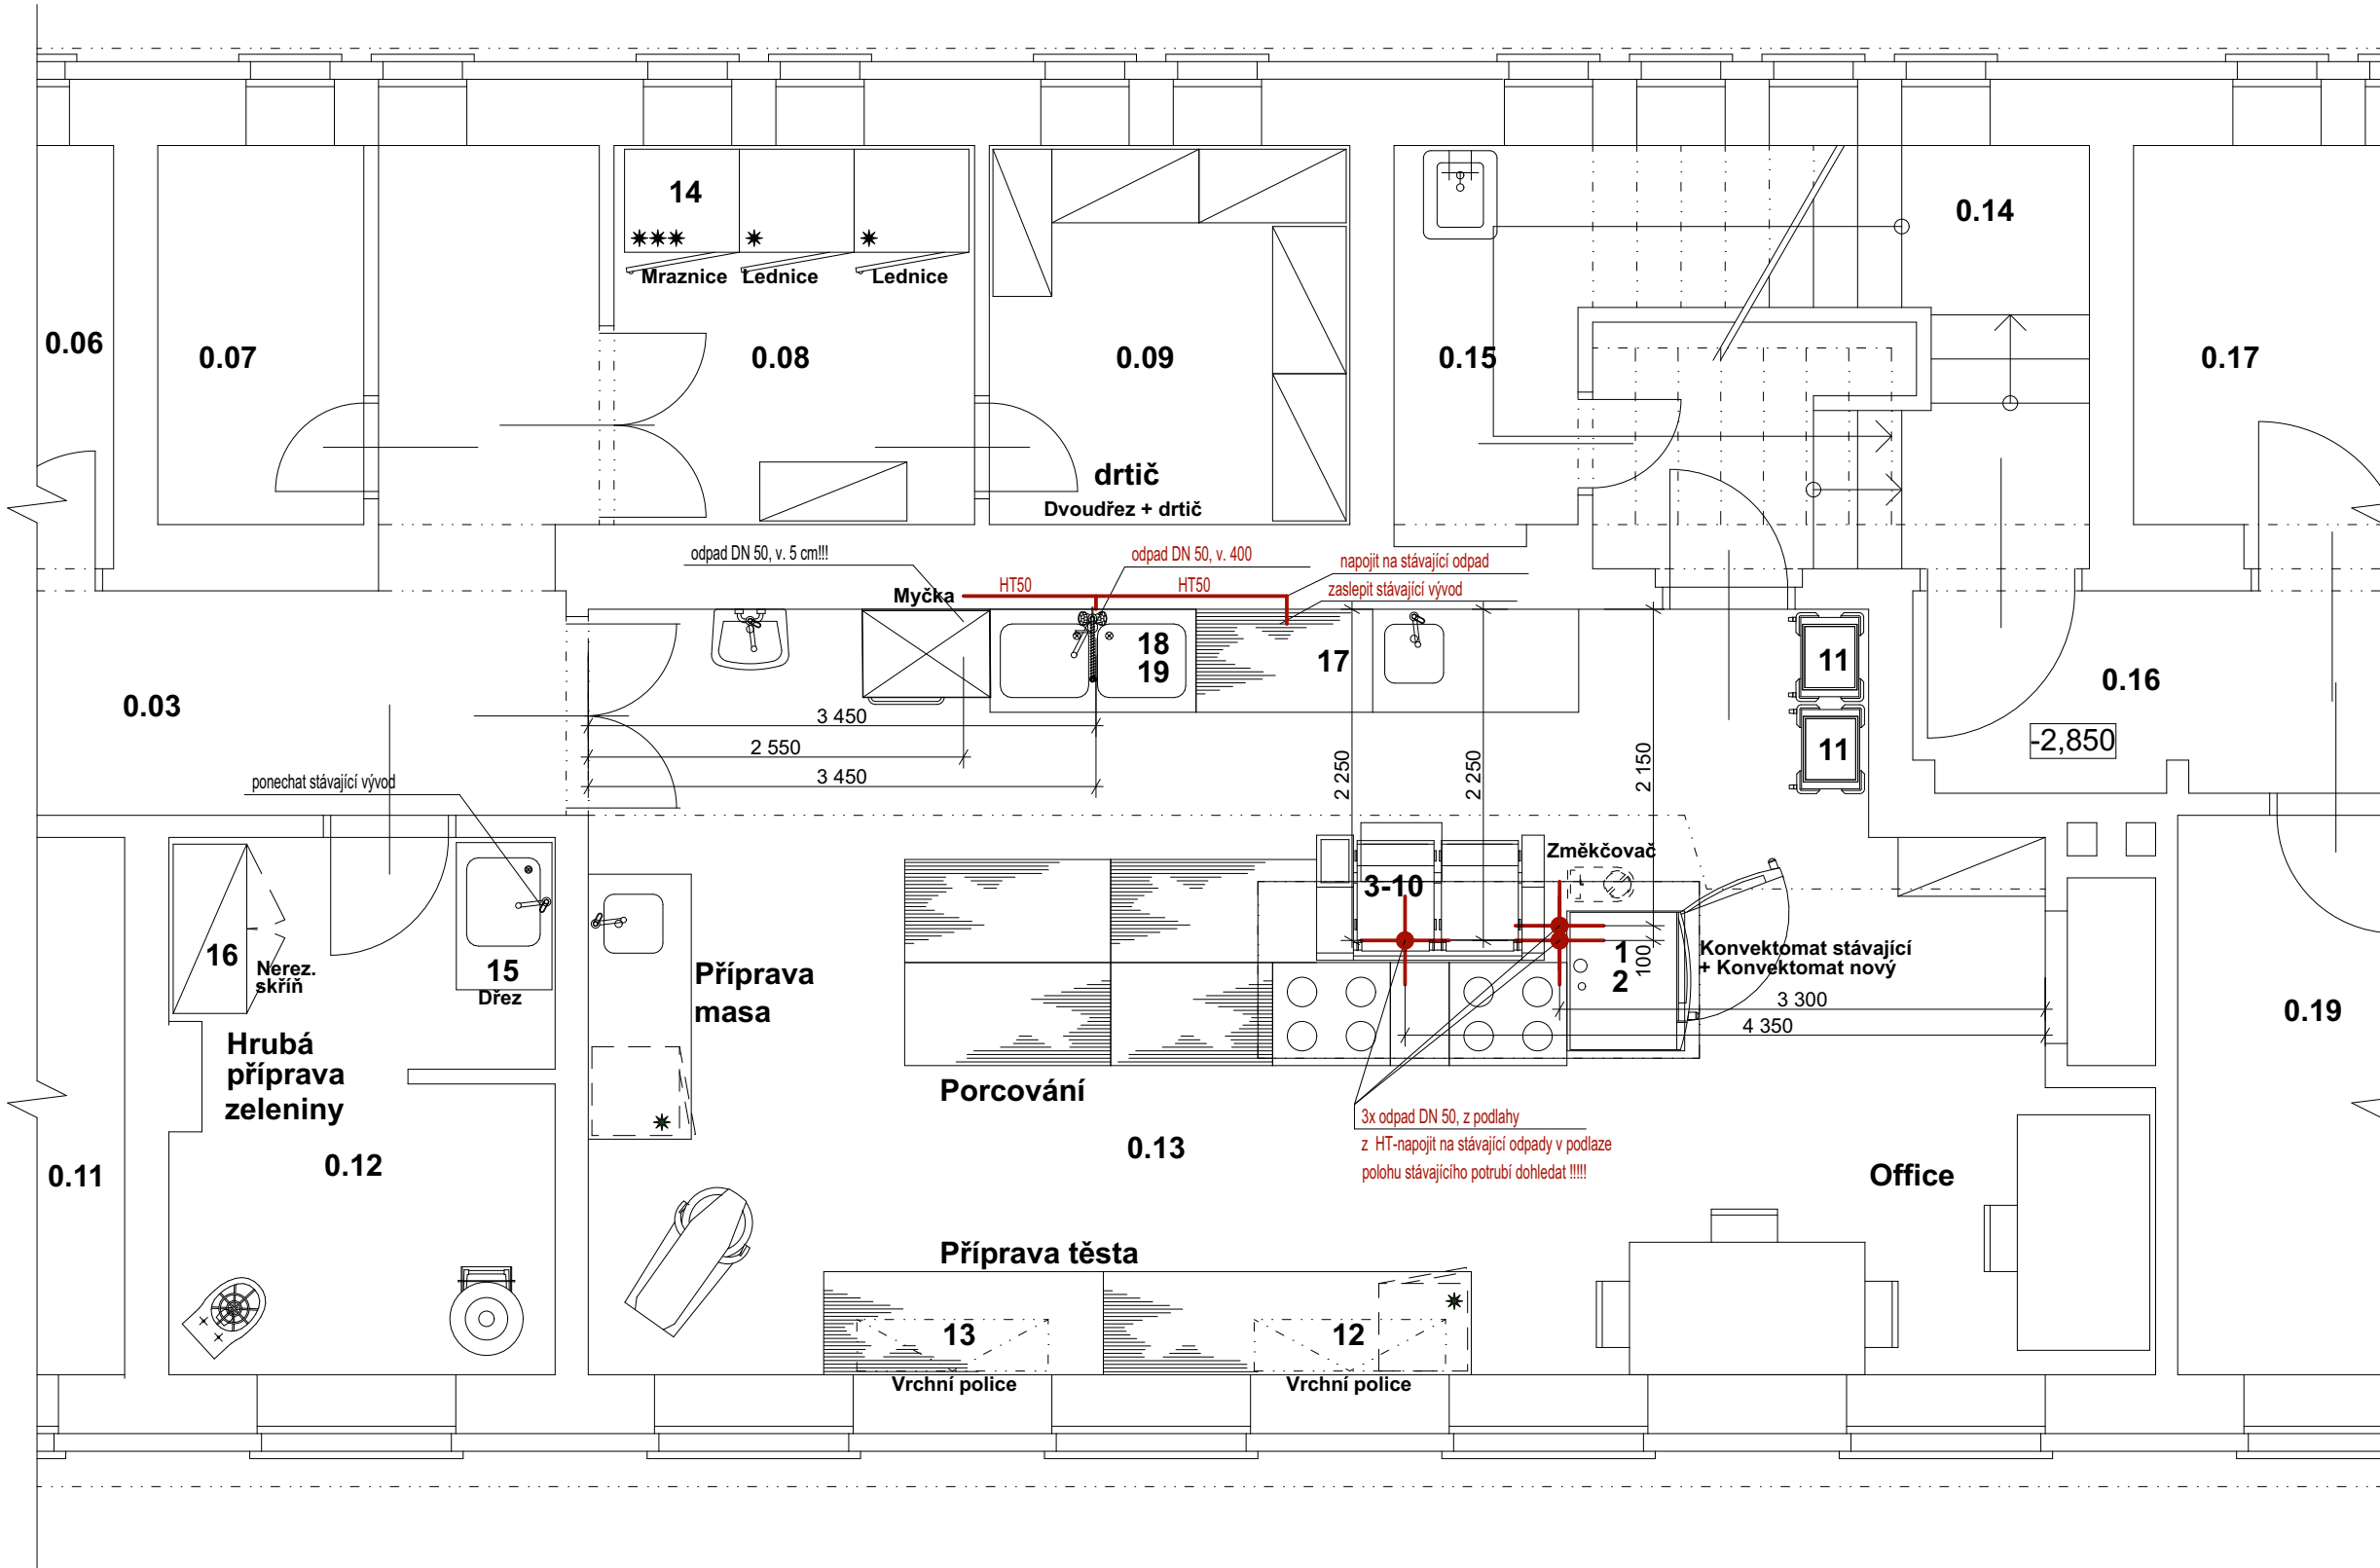 14
Mraznice
Lednice
Lednice
0.14
0.06
0.07
0.08
0.09
0.15
0.17
drtič
Dvoudřez + drtič
odpad DN 50, v. 5 cm!!!
odpad DN 50, v. 400
napojit na stávající odpad
HT50
HT50
zaslepit stávající vývod
Myčka
18
19
17
11
0.16
0.03
3 450
2 550
3 450
11
-2,850
2 250
2 250
2 150
ponechat stávající vývod
Změkčovač
3-10
16
Nerez.
skříň
15
Dřez
Příprava
masa
1
2
100
Konvektomat stávající
+ Konvektomat nový
3 300
4 350
0.19
Hrubá
příprava
zeleniny
Porcování
3x odpad DN 50, z podlahy
z HT-napojit na stávající odpady v podlaze
polohu stávajícího potrubí dohledat !!!!!
0.11
0.12
0.13
Office
Příprava těsta
13
12
Vrchní police
Vrchní police